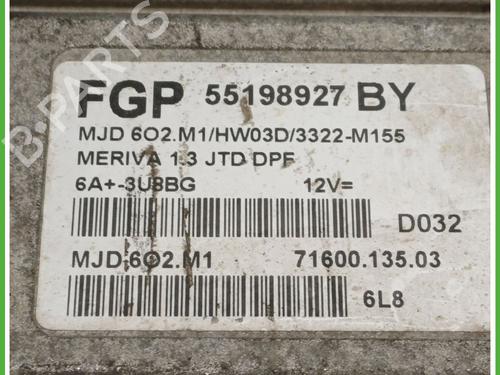 FGP 55198927 BY
MJD 6O2.M1/HW03D/3322-M155
MERIVA 1.3 JTD DPF
6A+-3U8BG 12V=
D032
MJD 6O2.M1 71600.135.03
6L8
B-PARTS